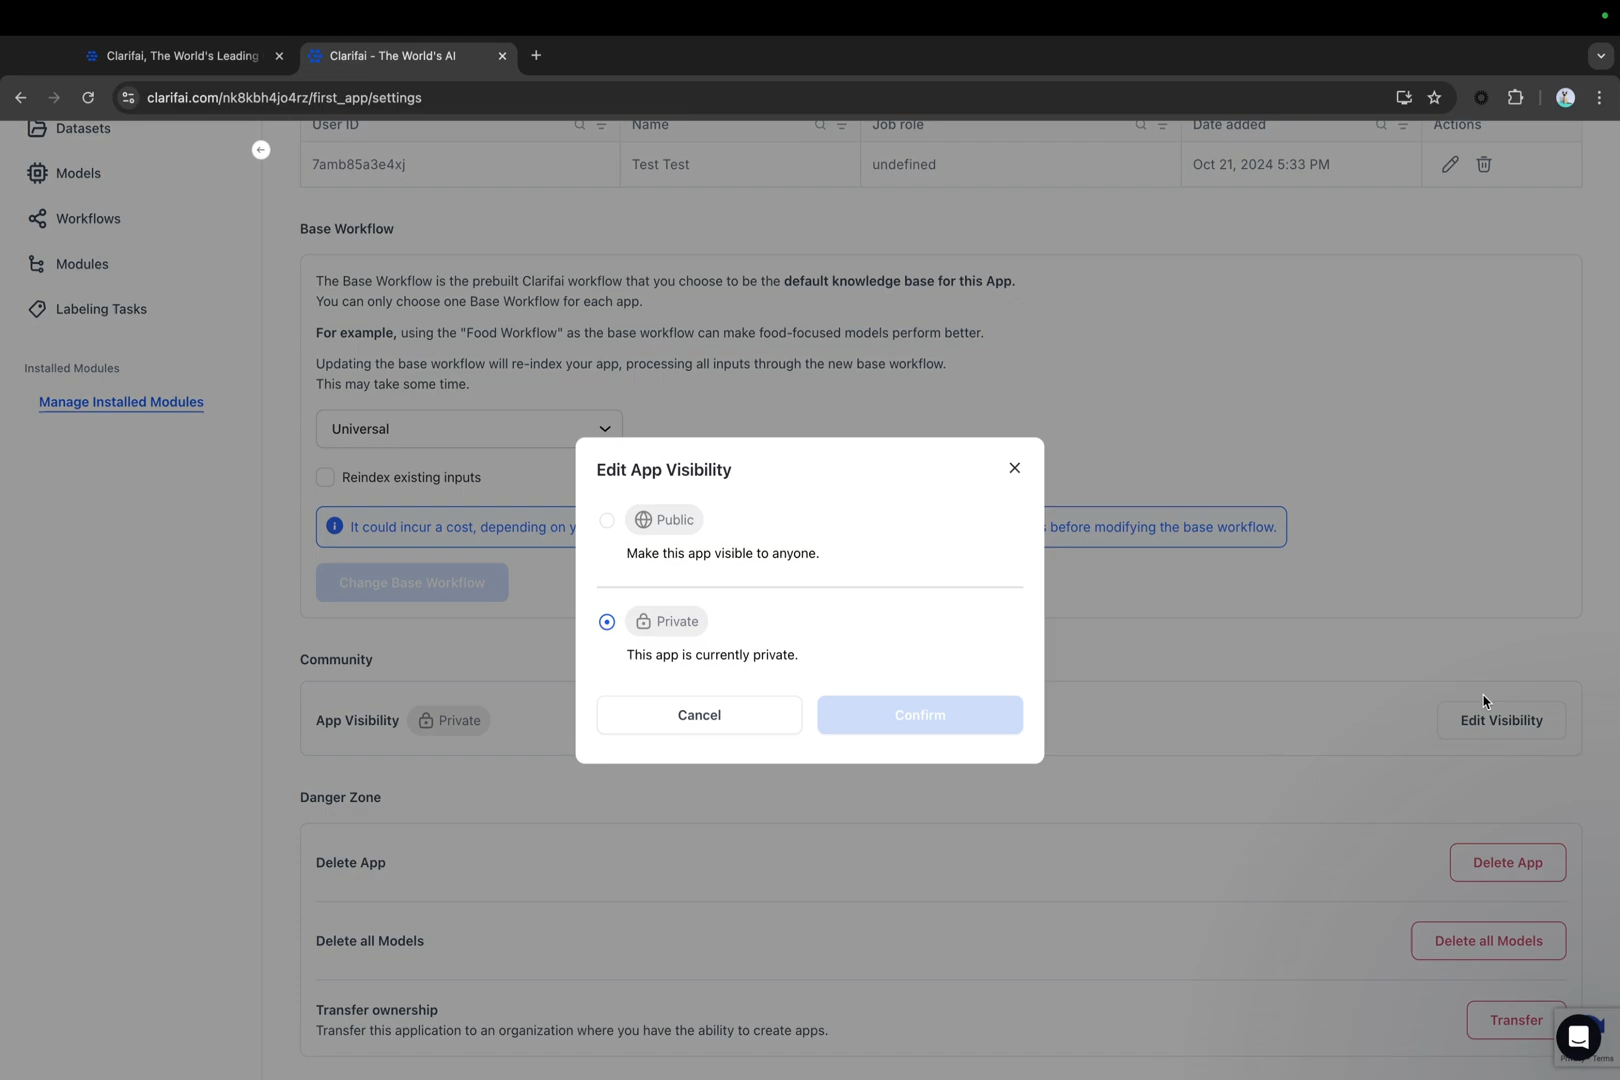 Clarifai, The World's Leading
Clarifai - The World's AI
clarifai.com/nk8kbh4jo4rz/first_app/settings
Datasets
Models
Workflows
Modules
Labeling Tasks
Installed Modules
Manage Installed Modules
User ID Name Job role Date added Actions
7amb85a3e4xj Test Test undefined Oct 21, 2024 5:33 PM
Base Workflow
The Base Workflow is the prebuilt Clarifai workflow that you choose to be the default knowledge base for this App.
You can only choose one Base Workflow for each app.
For example, using the "Food Workflow" as the base workflow can make food-focused models perform better.
Updating the base workflow will re-index your app, processing all inputs through the new base workflow.
This may take some time.
Universal
Reindex existing inputs
It could incur a cost, depending on before modifying the base workflow.
Change Base Workflow
Edit App Visibility
Public
Make this app visible to anyone.
Private
This app is currently private.
Cancel Confirm
Community
App Visibility Private Edit Visibility
Danger Zone
Delete App Delete App
Delete all Models Delete all Models
Transfer ownership
Transfer this application to an organization where you have the ability to create apps.
Transfer
Terms